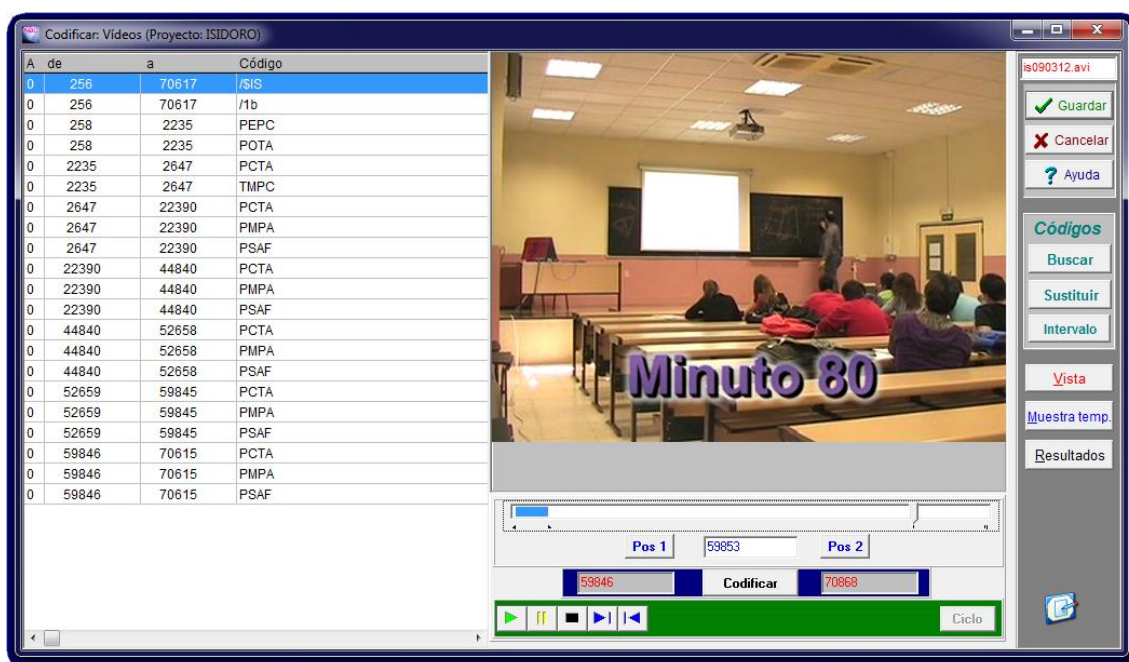 Codificar: Vídeos (Proyecto: ISIDORO)
A de a Código
0 256 70617 /$IS
0 256 70617 /1b
0 258 2235 PEPC
0 258 2235 POTA
0 2235 2647 PCTA
0 2235 2647 TMPC
0 2647 22390 PCTA
0 2647 22390 PMPA
0 2647 22390 PSAF
0 22390 44840 PCTA
0 22390 44840 PMPA
0 22390 44840 PSAF
0 44840 52658 PCTA
0 44840 52658 PMPA
0 44840 52658 PSAF
0 52659 59845 PCTA
0 52659 59845 PMPA
0 52659 59845 PSAF
0 59846 70615 PCTA
0 59846 70615 PMPA
0 59846 70615 PSAF
Minuto 80
Pos 1 59853 Pos 2
59846 Codificar 70868
Ciclo
is090312.avi
Guardar
Cancelar
? Ayuda
Códigos
Buscar
Sustituir
Intervalo
Vista
Muestra temp.
Resultados